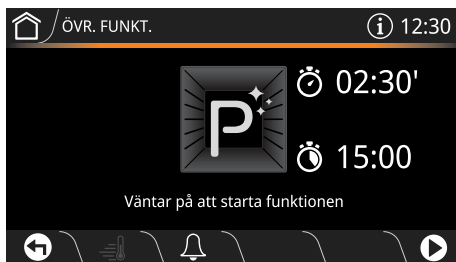 ÖVR. FUNKT.
i 12:30
P
02:30'
15:00
Väntar på att starta funktionen